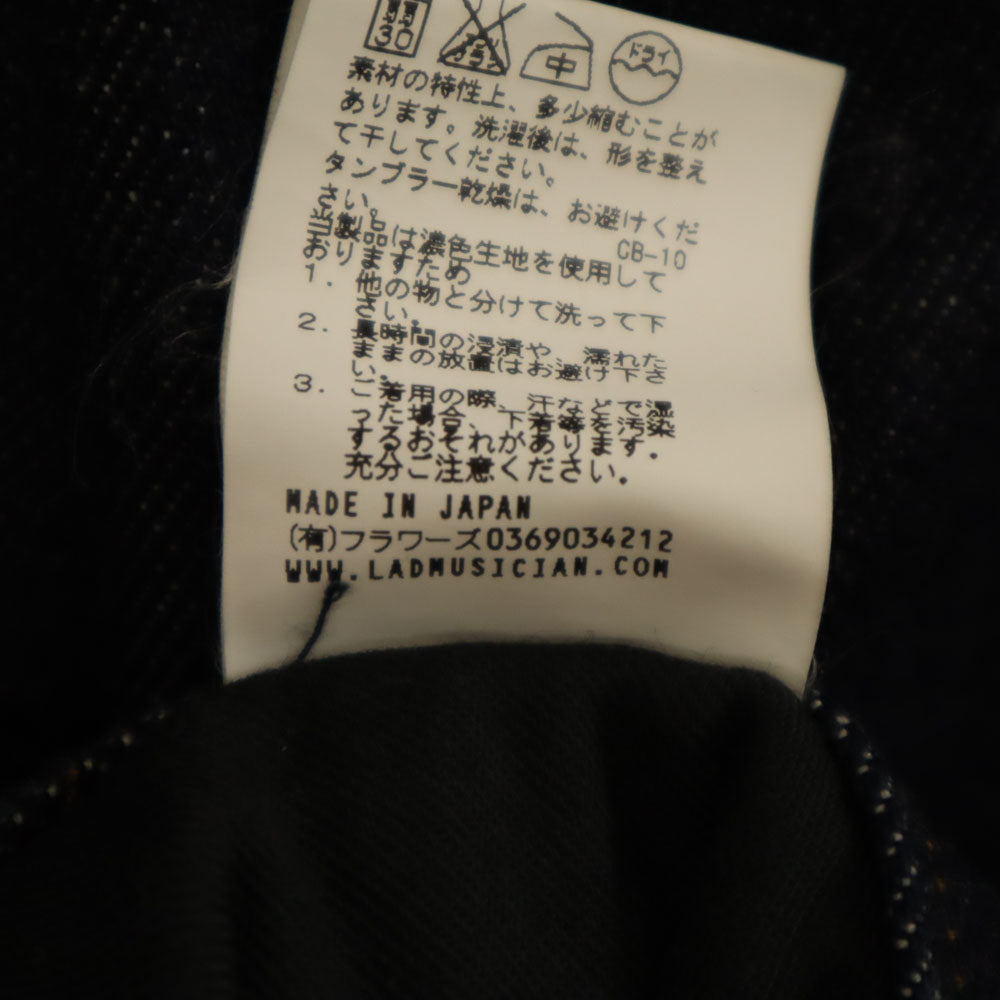 30
エンソ
サラシ
中
ドライ
素材の特性上、多少縮むことが
あります。洗濯後は、形を整え
て干してください。
タンブラー乾燥は、お避けくだ
さい。
CB-10
当製品は濃色生地を使用して
おりますため
1. 他の物と分けて洗って下
さい。
2. 長時間の浸漬や、濡れた
ままの放置はお避け下さ
い。
3. ご着用の際、汗などで湿
った場合、下着等を汚染
するおそれがあります。
充分ご注意ください。
MADE IN JAPAN
(有)フラワーズ0369034212
WWW.LADMUSICIAN.COM